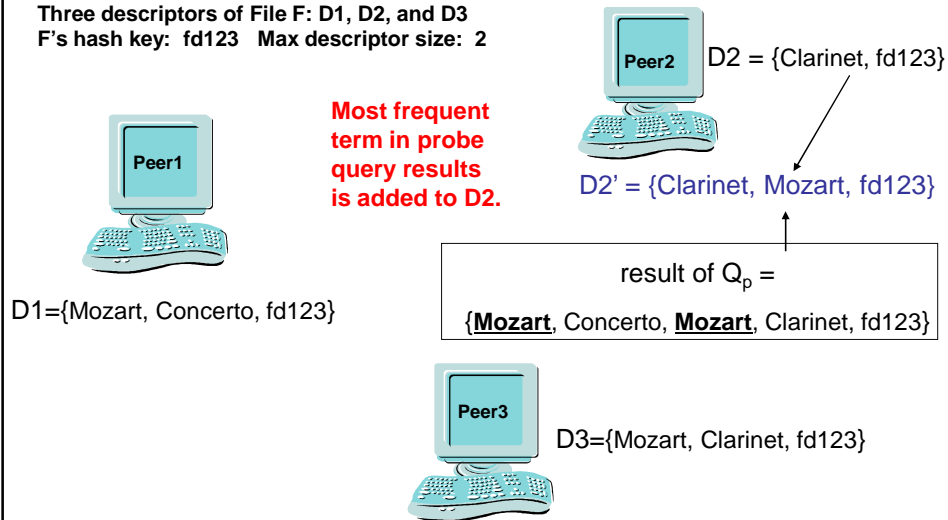 Three descriptors of File F: D1, D2, and D3
F's hash key: fd123 Max descriptor size: 2
Peer2
D2 = {Clarinet, fd123}
Most frequent
term in probe
query results
is added to D2.
Peer1
D2’ = {Clarinet, Mozart, fd123}
result of Qp =
{Mozart, Concerto, Mozart, Clarinet, fd123}
D1={Mozart, Concerto, fd123}
Peer3
D3={Mozart, Clarinet, fd123}